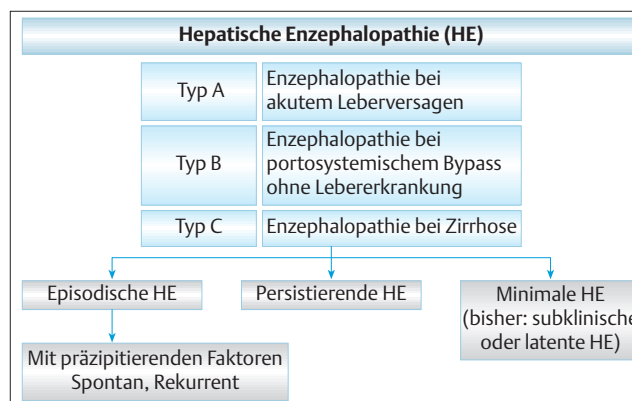 Hepatische Enzephalopathie (HE)
Typ A
Enzephalopathie bei
akutem Leberversagen
Typ B
Enzephalopathie bei
portosystemischem Bypass
ohne Lebererkrankung
Typ C
Enzephalopathie bei Zirrhose
Episodische HE
Persistierende HE
Minimale HE
(bisher: subklinische
oder latente HE)
Mit präzipitierenden Faktoren
Spontan, Rekurrent